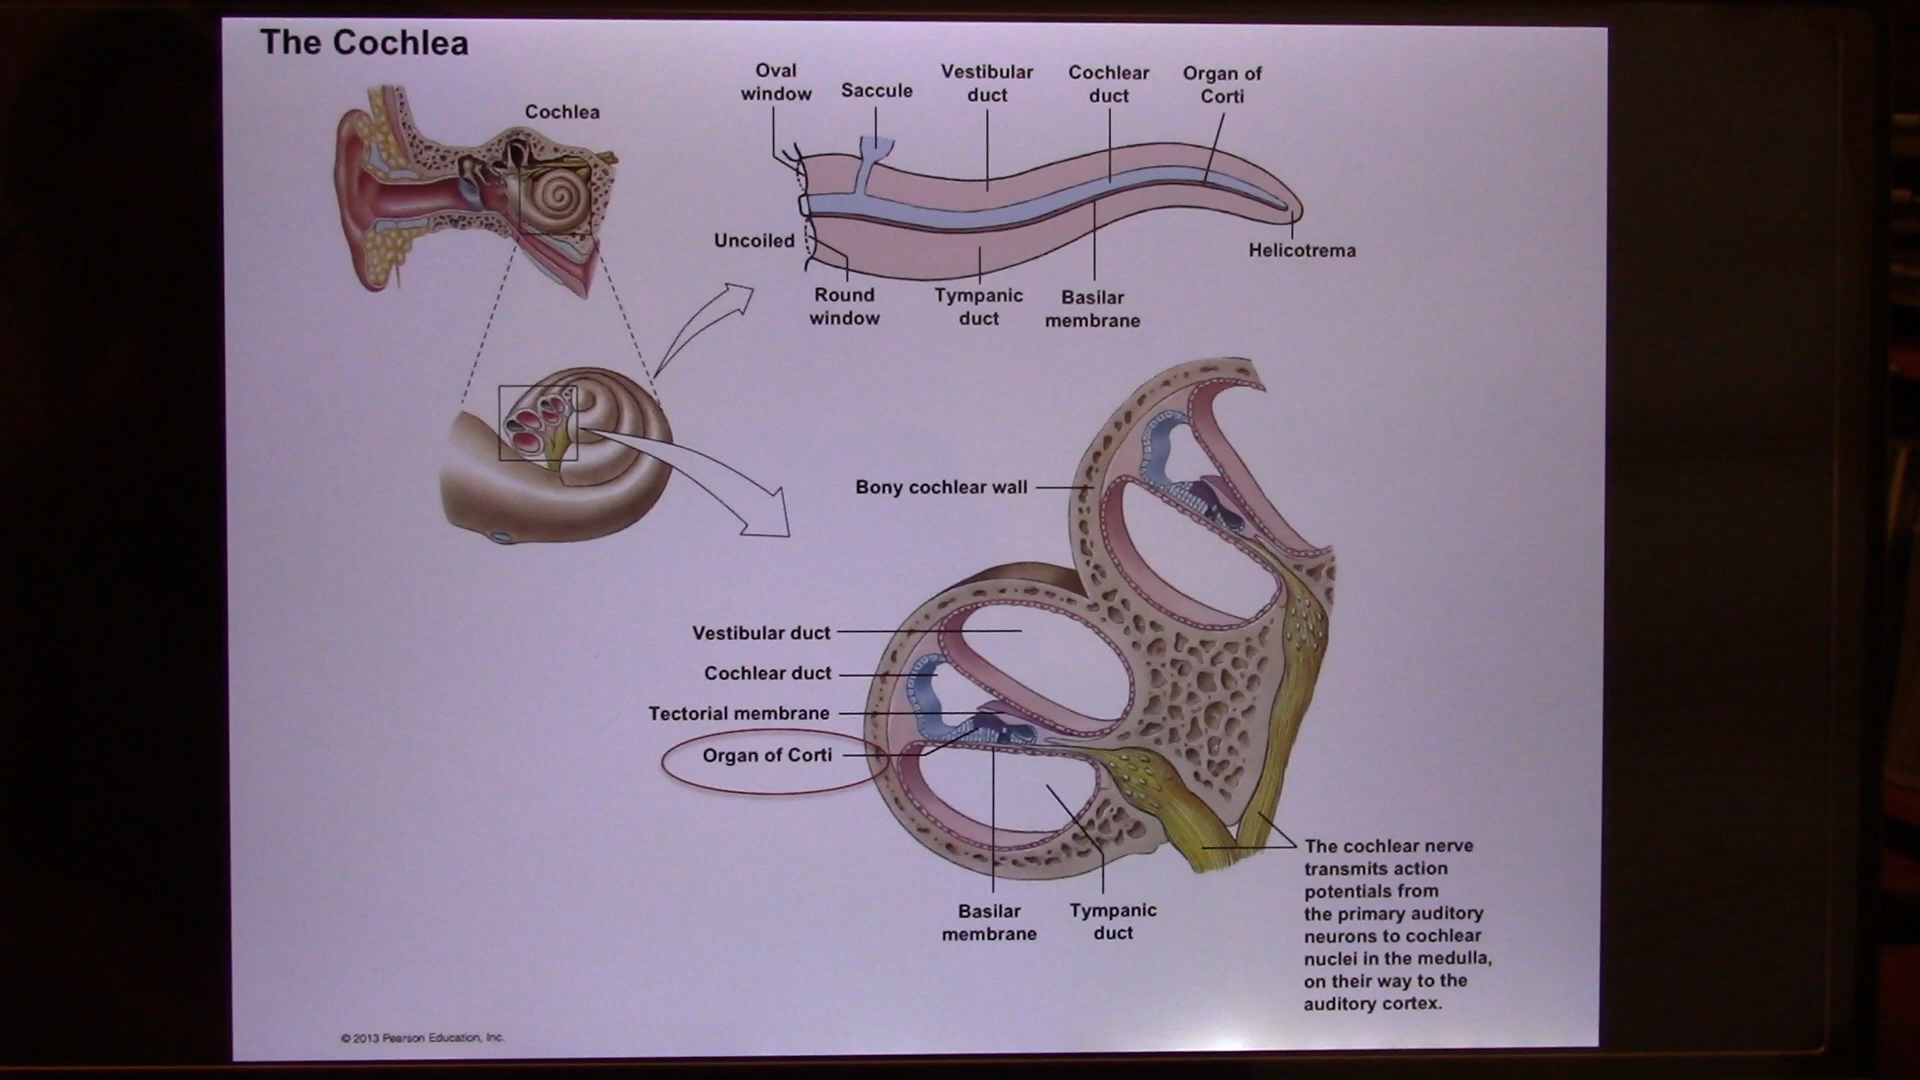 The Cochlea
Cochlea
Oval
window
Saccule
Vestibular
duct
Cochlear
duct
Organ of
Corti
Uncoiled
Helicotrema
Round
window
Tympanic
duct
Basilar
membrane
Bony cochlear wall
Vestibular duct
Cochlear duct
Tectorial membrane
Organ of Corti
Basilar
membrane
Tympanic
duct
The cochlear nerve
transmits action
potentials from
the primary auditory
neurons to cochlear
nuclei in the medulla,
on their way to the
auditory cortex.
© 2013 Pearson Education, Inc.